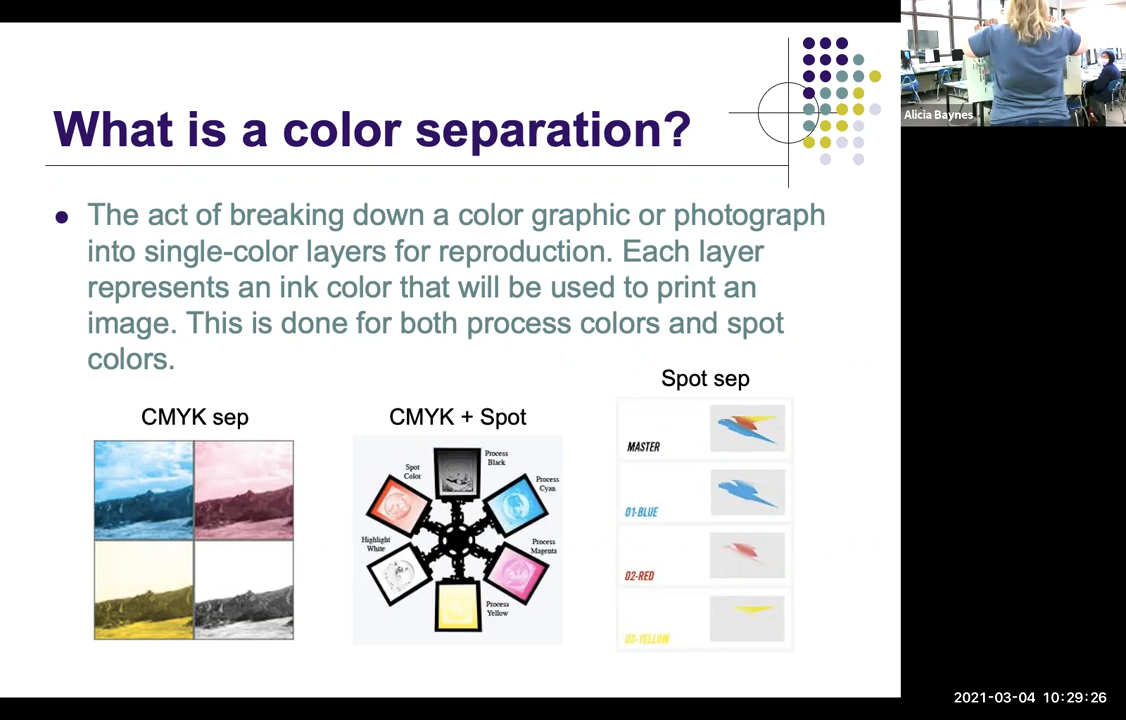 Alicia Baynes
What is a color separation?
The act of breaking down a color graphic or photograph
into single-color layers for reproduction. Each layer
represents an ink color that will be used to print an
image. This is done for both process colors and spot
colors.
CMYK sep
CMYK + Spot
Process
Black
Process
Cyan
Process
Magenta
Process
Yellow
Highlight
White
Spot
Color
Spot sep
MASTER
01-BLUE
02-RED
03-YELLOW
2021-03-04 10:29:26